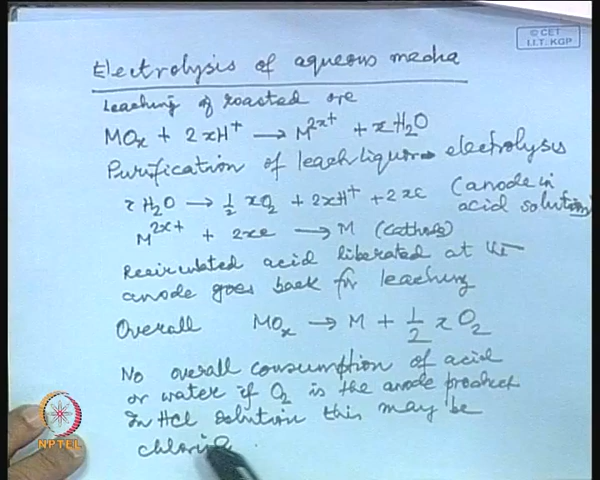 © CET
I.I.T. KGP
Electrolysis of aqueous media
Leaching of roasted ore
MOx + 2xH⁺ → M²ˣ⁺ + xH₂O
Purification of leach liquor → electrolysis
xH₂O → ½ xO₂ + 2xH⁺ + 2xe (anode in acid solution)
M²ˣ⁺ + 2xe → M (cathode)
Recirculated acid liberated at the
anode goes back for leaching
Overall MOx → M + ½ x O₂
No overall consumption of acid
or water if O₂ is the anode product
In HCl solution this may be
chlorine
NPTEL